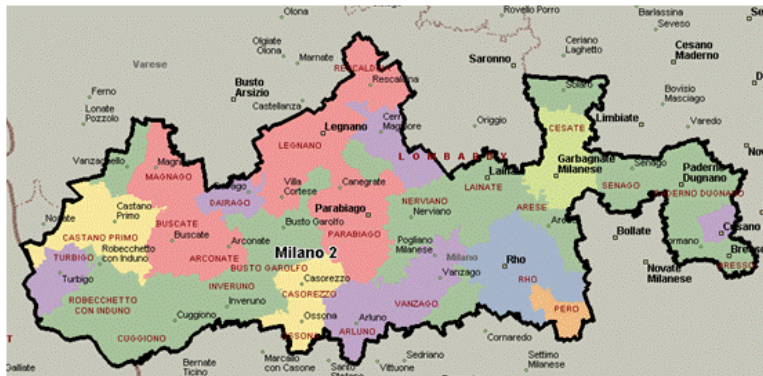 Olona
Rovello Porro
Barlassina
Seveso
Olgiate
Olona
Marnate
Ceriano
Laghetto
Cesano
Maderno
Varese
RESCALDINA
Rescaldina
Saronno
Solaro
Busto
Arsizio
Ferno
Castellanza
Bovisio
Masciago
Lonate
Pozzolo
Legnano
Cerro
Maggiore
Origgio
Limbiate
Varedo
CESATE
LEGNANO
LOMBARDY
Vanzaghello
MAGNAGO
Lainate
Garbagnate
Milanese
Senago
Paderno
Dugnano
Villa
Cortese
Canegrate
LAINATE
SENAGO
PADERNO DUGNANO
DAIRAGO
NERVIANO
Nerviano
ARESE
Castano
Primo
Parabiago
BUSCATE
Buscate
Busto Garolfo
PARABIAGO
Cesano
CASTANO PRIMO
Arconate
Pogliano
Milanese
Bollate
Cormano
TURBIGO
Robecchetto
con Induno
ARCONATE
Milano 2
Milano
Rho
Novate
Milanese
BRESSO
BUSTO GAROLFO
Turbigo
INVERUNO
Casorezzo
Vanzago
RHO
CASOREZZO
ROBECCHETTO
CON INDUNO
Inveruno
VANZAGO
PERO
Cuggiono
Ossona
Arluno
CUGGIONO
ARLUNO
Cornaredo
Galliate
Bernate
Ticino
Marcallo
con Casone
Sedriano
Vittuone
Santo
Settimo
Milanese